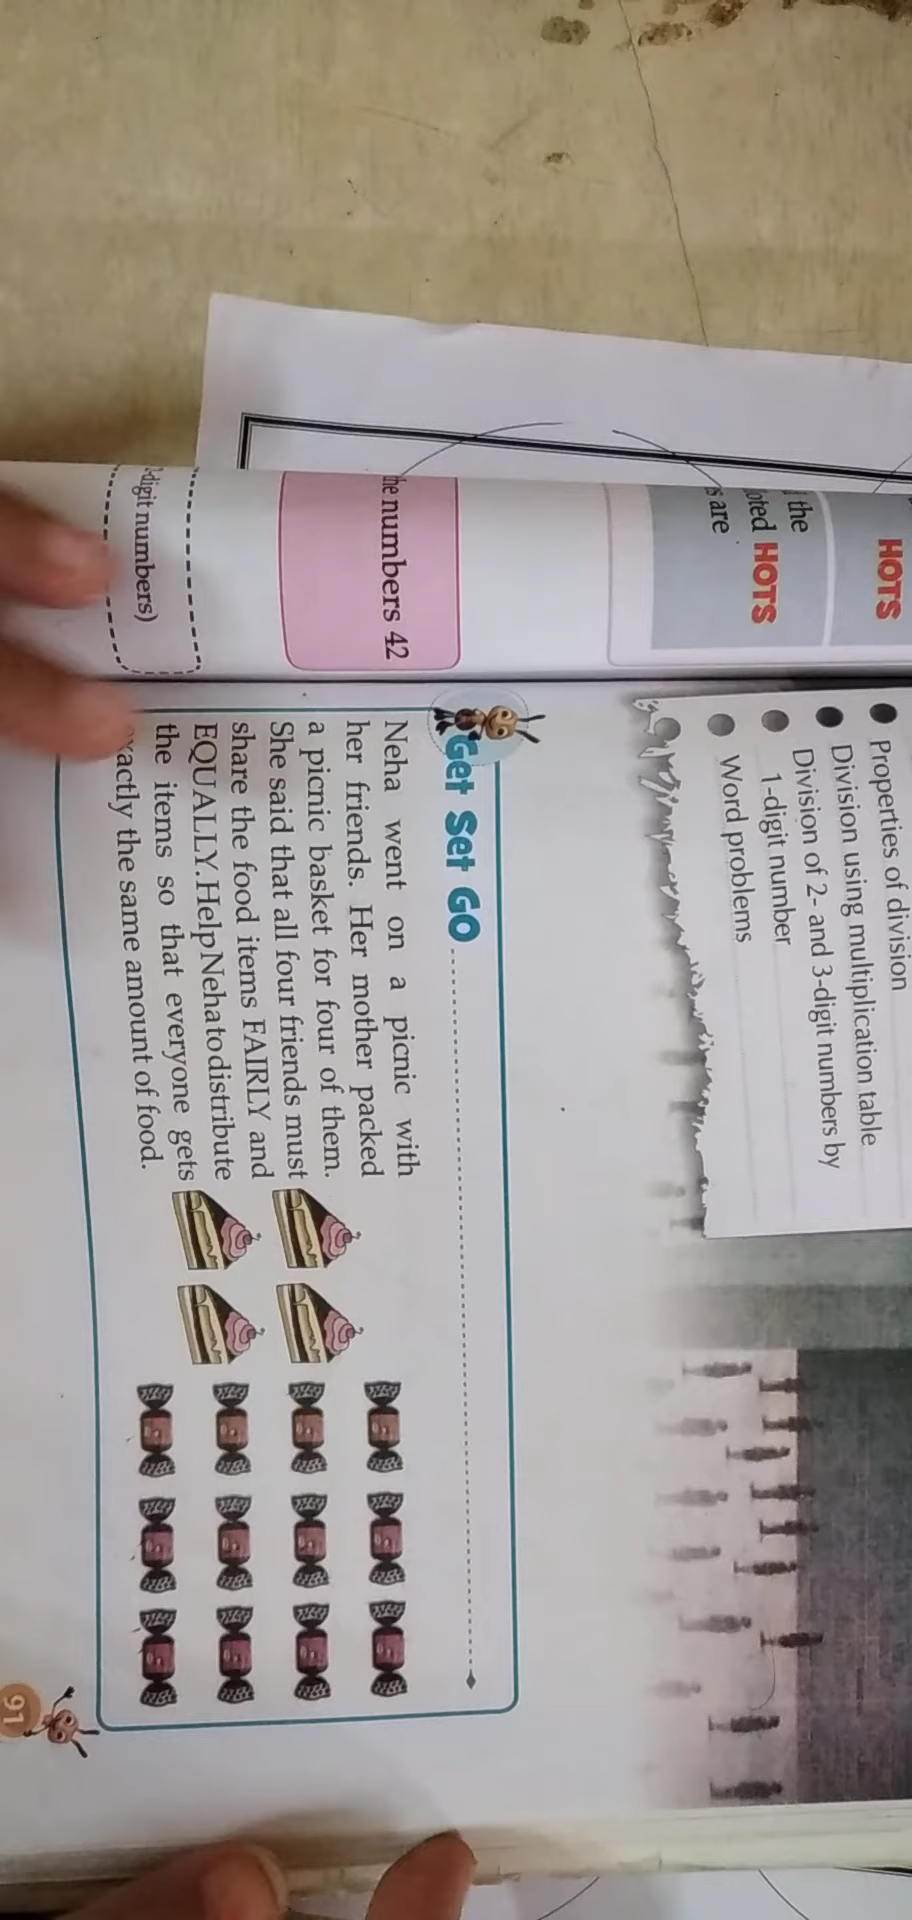 HOTS
the
oted HOTS
s are
he numbers 42
-digit numbers)
Properties of division
Division using multiplication table
Division of 2- and 3-digit numbers by
1-digit number
Word problems
Get Set GO
Neha went on a picnic with
her friends. Her mother packed
a picnic basket for four of them.
She said that all four friends must
share the food items FAIRLY and
EQUALLY. Help Neha to distribute
the items so that everyone gets
exactly the same amount of food.
91